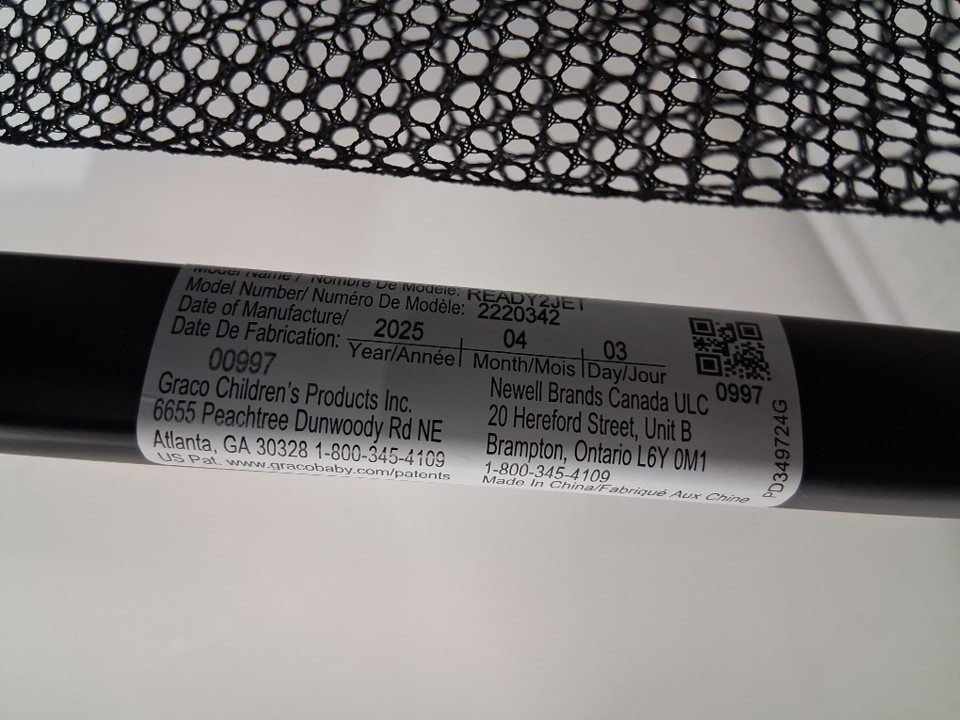 Model Name / Nombre De Modèle: READY2JET
Model Number/ Numéro De Modèle: 2220342
Date of Manufacture/
Date De Fabrication: 2025 04 03
Year/Année Month/Mois Day/Jour
00997
0997
Graco Children's Products Inc.
6655 Peachtree Dunwoody Rd NE
Atlanta, GA 30328 1-800-345-4109
US Pat. www.gracobaby.com/patents
Newell Brands Canada ULC
20 Hereford Street, Unit B
Brampton, Ontario L6Y 0M1
1-800-345-4109
Made In China/Fabriqué Aux Chine
PD349724G